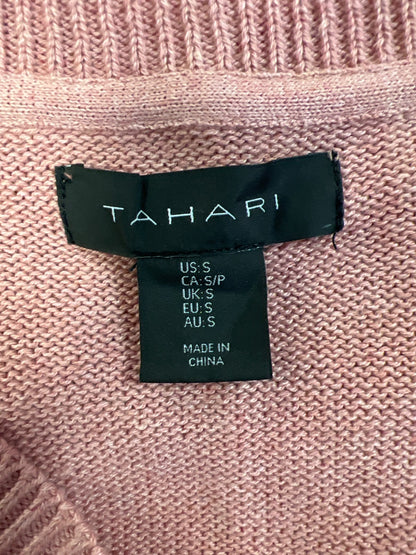 TAHARI
US: S
CA: S/P
UK: S
EU: S
AU: S
MADE IN
CHINA